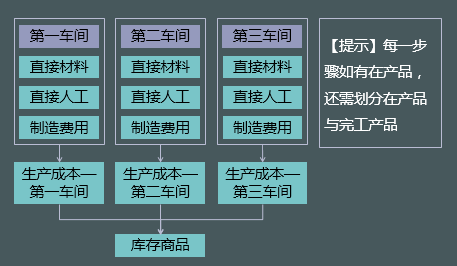 第一车间
第二车间
第三车间
直接材料
直接材料
直接材料
直接人工
直接人工
直接人工
制造费用
制造费用
制造费用
生产成本—
第一车间
生产成本—
第二车间
生产成本—
第三车间
库存商品
【提示】每一步
骤如有在产品，
还需划分在产品
与完工产品